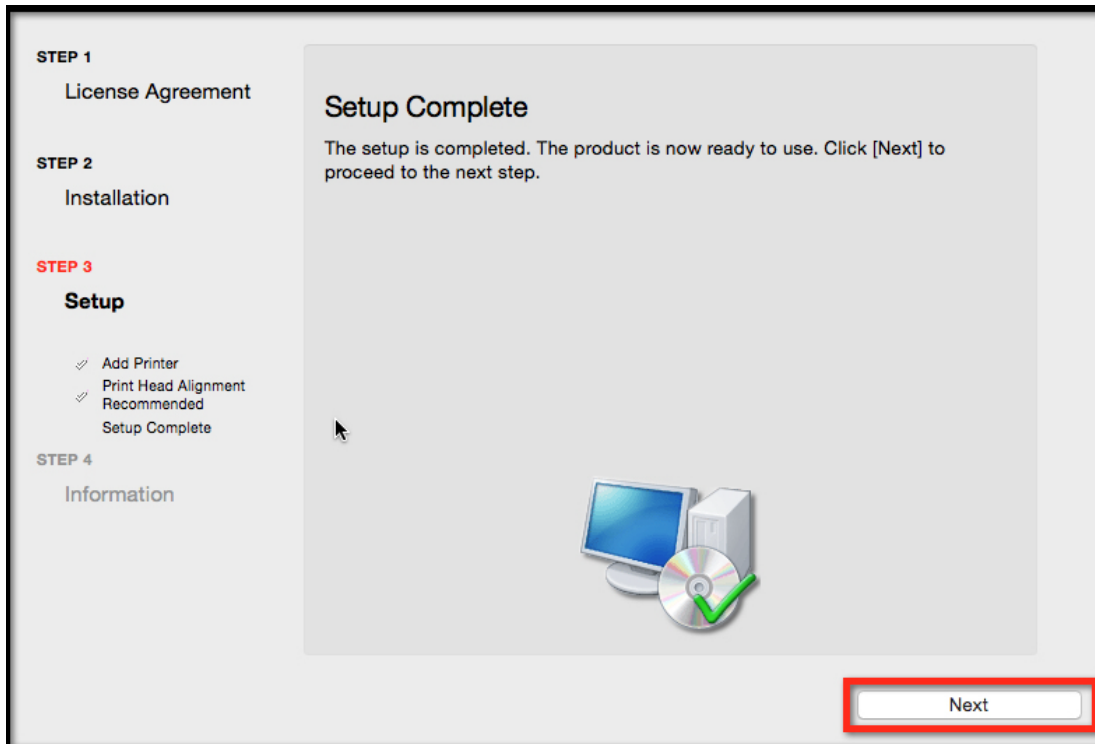 STEP 1
License Agreement
STEP 2
Installation
STEP 3
Setup
Add Printer
Print Head Alignment
Recommended
Setup Complete
STEP 4
Information
Setup Complete
The setup is completed. The product is now ready to use. Click [Next] to
proceed to the next step.
Next